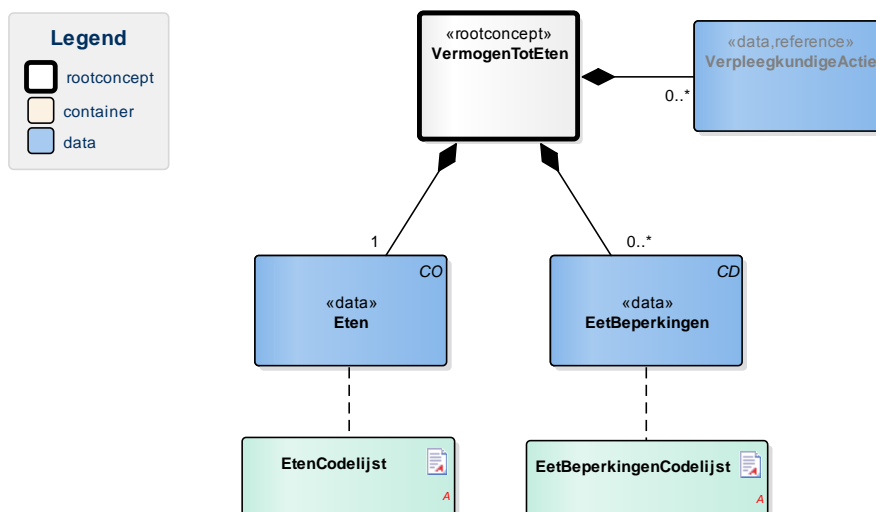 Legend
rootconcept
container
data
«rootconcept»
VermogenTotEten
«data,reference»
VerpleegkundigeActie
0..*
1
0..*
CO
«data»
Eten
CD
«data»
EetBeperkingen
EtenCodelijst
A
EetBeperkingenCodelijst
A